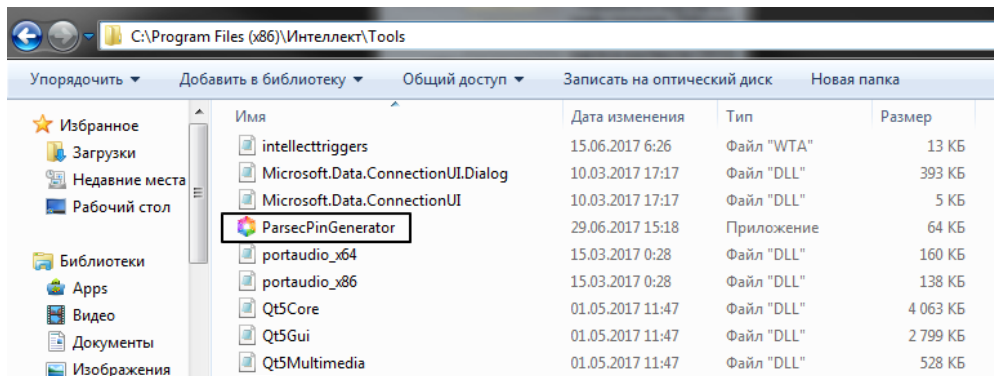 C:\Program Files (x86)\Интеллект\Tools
Упорядочить Добавить в библиотеку Общий доступ Записать на оптический диск Новая папка
Избранное
Загрузки
Недавние места
Рабочий стол
Библиотеки
Apps
Видео
Документы
Изображения
Имя Дата изменения Тип Размер
intellecttriggers 15.06.2017 6:26 Файл "WTA" 13 КБ
Microsoft.Data.ConnectionUI.Dialog 10.03.2017 17:17 Файл "DLL" 393 КБ
Microsoft.Data.ConnectionUI 10.03.2017 17:17 Файл "DLL" 5 КБ
ParsecPinGenerator 29.06.2017 15:18 Приложение 64 КБ
portaudio_x64 15.03.2017 0:28 Файл "DLL" 160 КБ
portaudio_x86 15.03.2017 0:28 Файл "DLL" 138 КБ
Qt5Core 01.05.2017 11:47 Файл "DLL" 4 063 КБ
Qt5Gui 01.05.2017 11:47 Файл "DLL" 2 799 КБ
Qt5Multimedia 01.05.2017 11:47 Файл "DLL" 528 КБ